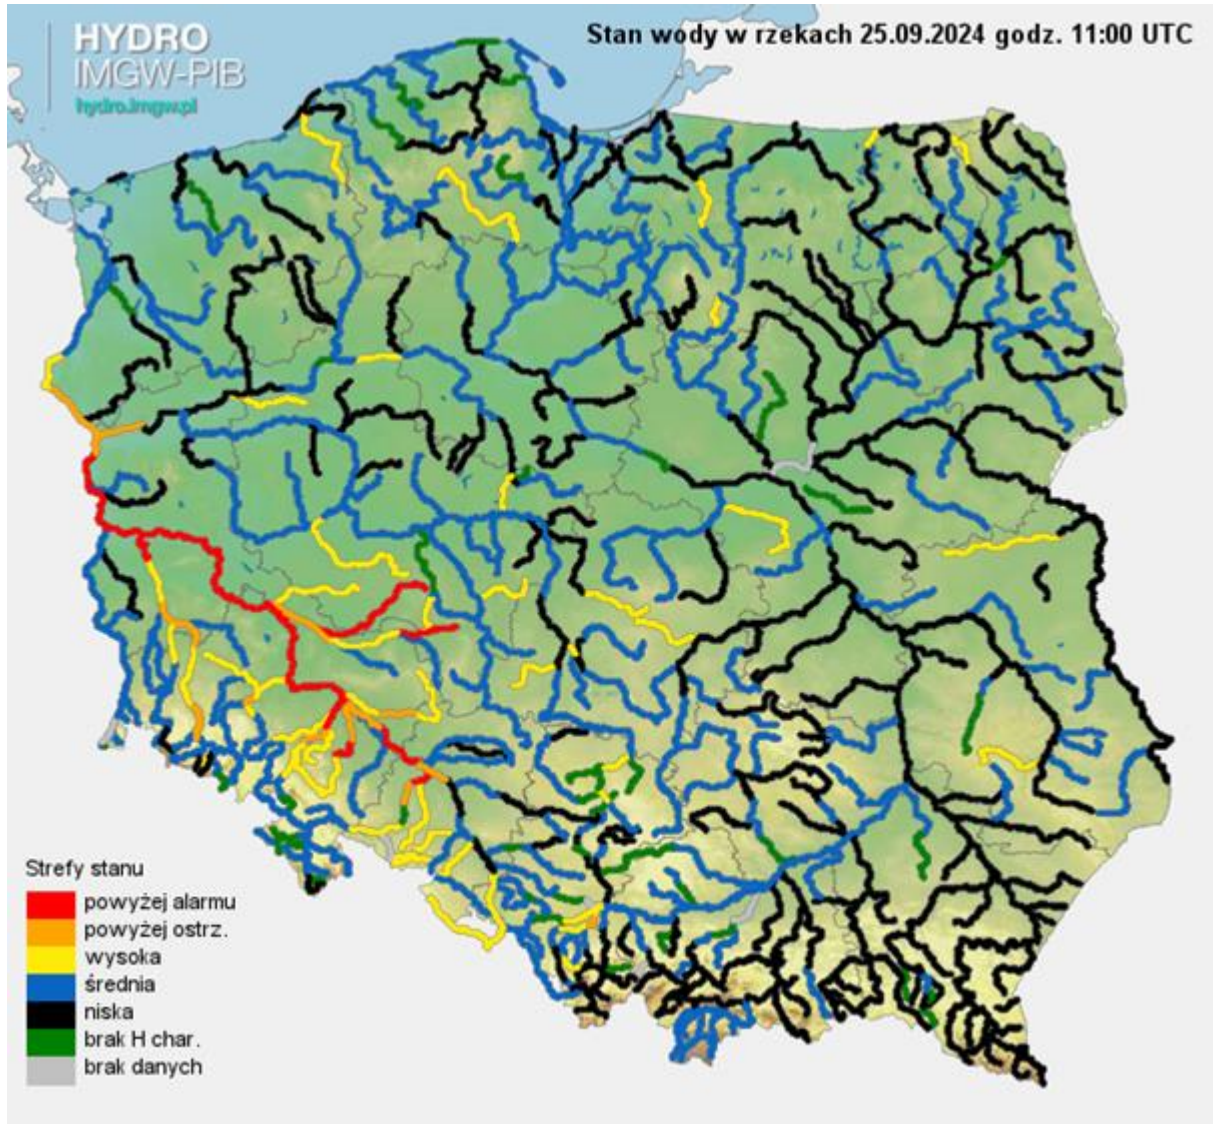 HYDRO
IMGW-PIB
hydro.imgw.pl
Stan wody w rzekach 25.09.2024 godz. 11:00 UTC
Strefy stanu
powyżej alarmu
powyżej ostrz.
wysoka
średnia
niska
brak H char.
brak danych